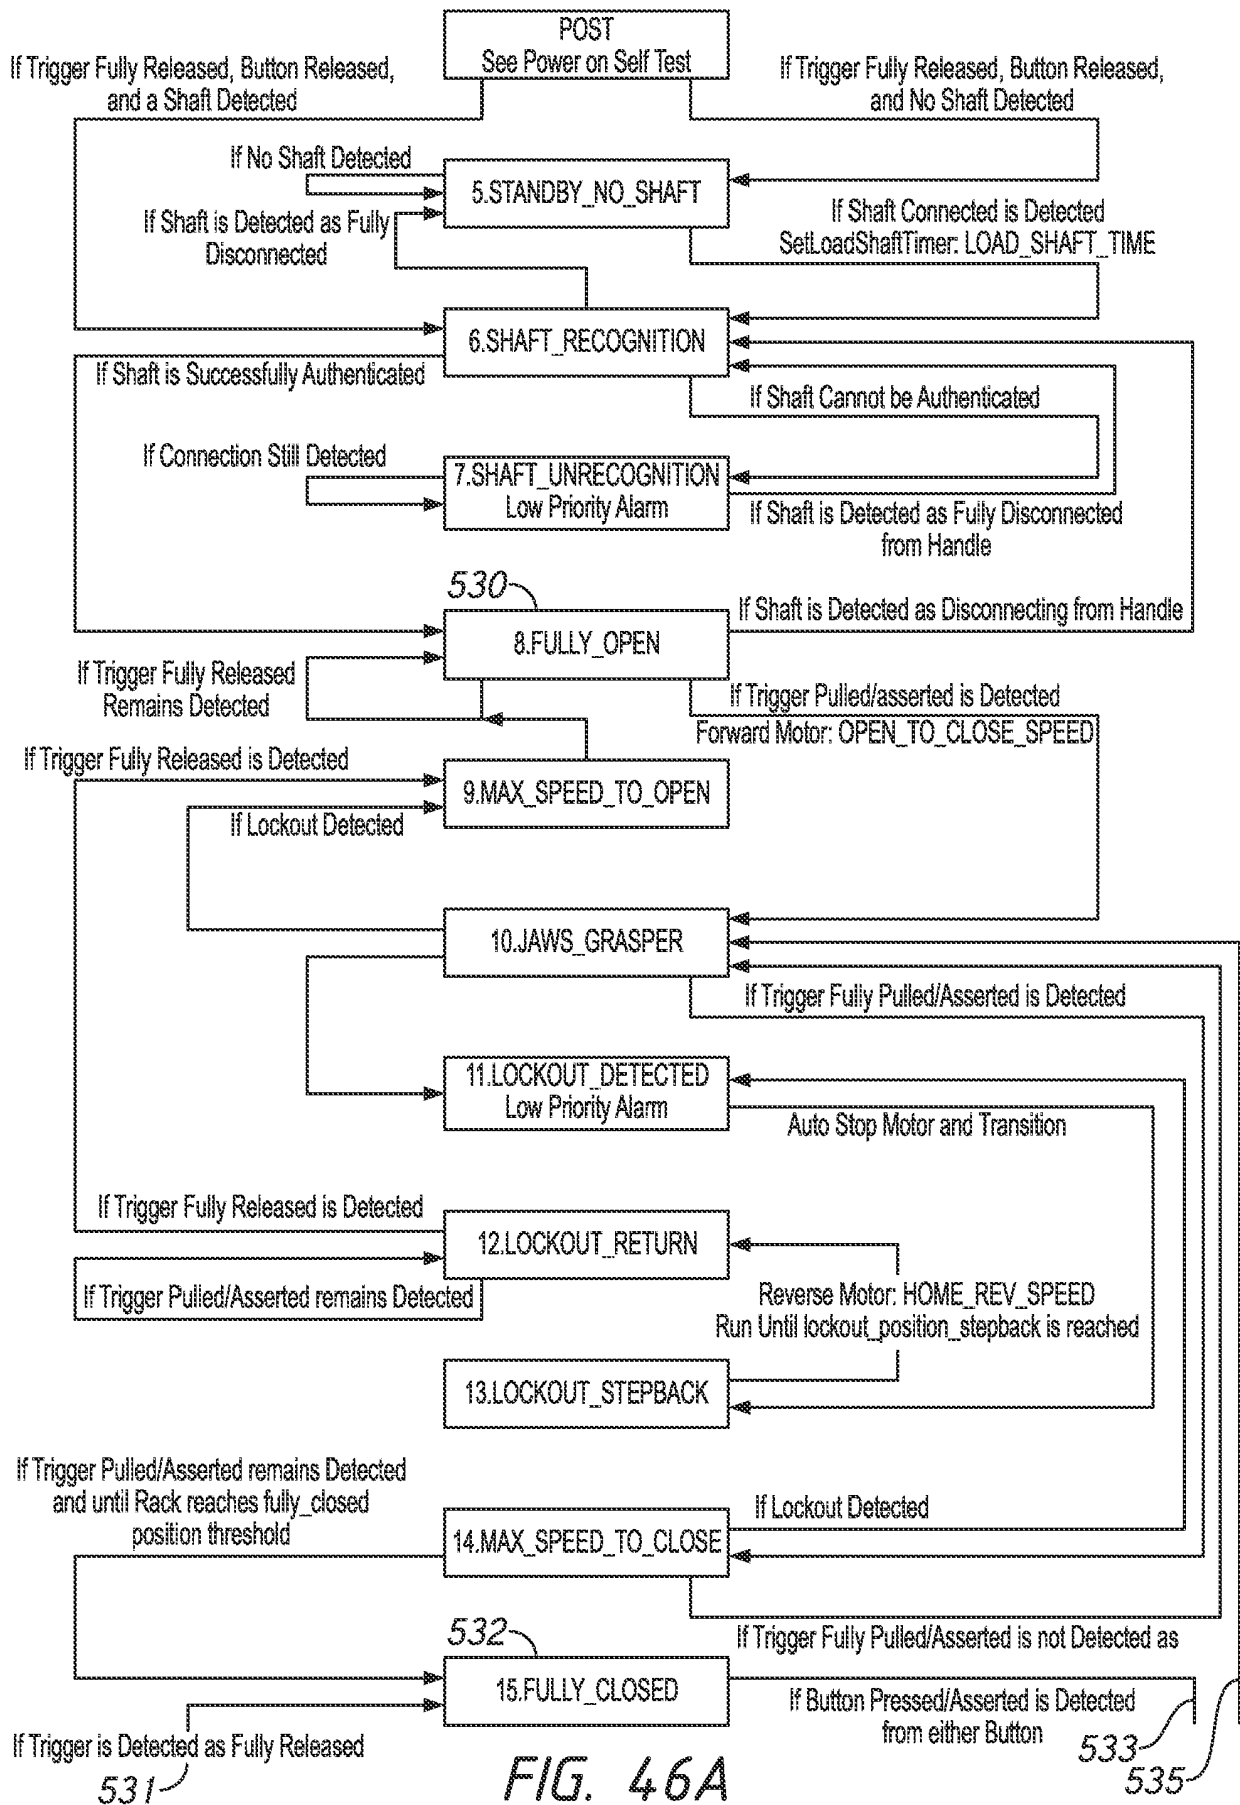 POST
See Power on Self Test
If Trigger Fully Released, Button Released,
and a Shaft Detected
If Trigger Fully Released, Button Released,
and No Shaft Detected
If No Shaft Detected
5.STANDBY_NO_SHAFT
If Shaft is Detected as Fully
Disconnected
If Shaft Connected is Detected
SetLoadShaftTimer: LOAD_SHAFT_TIME
6.SHAFT_RECOGNITION
If Shaft is Successfully Authenticated
If Shaft Cannot be Authenticated
If Connection Still Detected
7.SHAFT_UNRECOGNITION
Low Priority Alarm
If Shaft is Detected as Fully Disconnected
from Handle
530
8.FULLY_OPEN
If Shaft is Detected as Disconnecting from Handle
If Trigger Fully Released
Remains Detected
If Trigger Pulled/asserted is Detected
Forward Motor: OPEN_TO_CLOSE_SPEED
If Trigger Fully Released is Detected
9.MAX_SPEED_TO_OPEN
If Lockout Detected
10.JAWS_GRASPER
If Trigger Fully Pulled/Asserted is Detected
11.LOCKOUT_DETECTED
Low Priority Alarm
Auto Stop Motor and Transition
If Trigger Fully Released is Detected
12.LOCKOUT_RETURN
If Trigger Pulled/Asserted remains Detected
Reverse Motor: HOME_REV_SPEED
Run Until lockout_position_stepback is reached
13.LOCKOUT_STEPBACK
If Trigger Pulled/Asserted remains Detected
and until Rack reaches fully_closed
position threshold
If Lockout Detected
14.MAX_SPEED_TO_CLOSE
532
If Trigger Fully Pulled/Asserted is not Detected as
15.FULLY_CLOSED
If Button Pressed/Asserted is Detected
from either Button
If Trigger is Detected as Fully Released
531
533
535
FIG. 46A